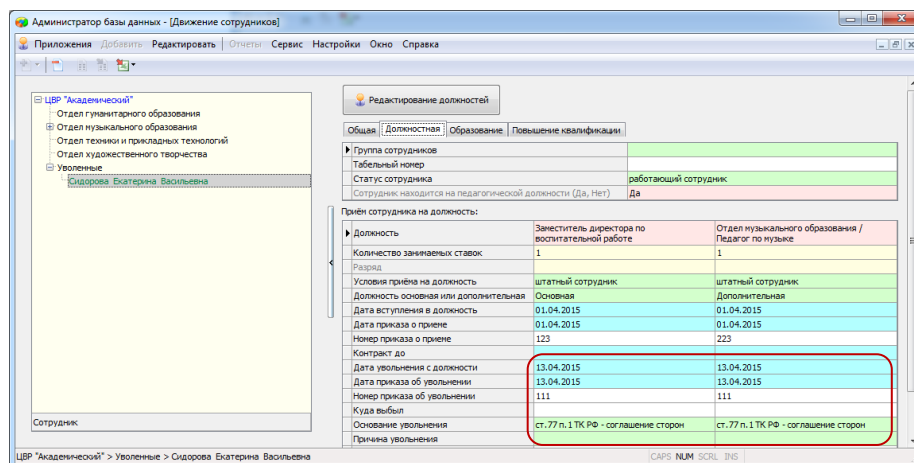 Администратор базы данных - [Движение сотрудников]
Приложения Добавить Редактировать Отчеты Сервис Настройки Окно Справка
ЦВР "Академический"
Отдел гуманитарного образования
Отдел музыкального образования
Отдел техники и прикладных технологий
Отдел художественного творчества
Уволенные
Сидорова Екатерина Васильевна
Сотрудник
Редактирование должностей
Общая Должностная Образование Повышение квалификации
Группа сотрудников
Табельный номер
Статус сотрудника работающий сотрудник
Сотрудник находится на педагогической должности (Да, Нет) Да
Приём сотрудника на должность:
Должность Заместитель директора по воспитательной работе Отдел музыкального образования / Педагог по музыке
Количество занимаемых ставок 1 1
Разряд
Условия приёма на должность штатный сотрудник штатный сотрудник
Должность основная или дополнительная Основная Дополнительная
Дата вступления в должность 01.04.2015 01.04.2015
Дата приказа о приеме 01.04.2015 01.04.2015
Номер приказа о приеме 123 223
Контракт до
Дата увольнения с должности 13.04.2015 13.04.2015
Дата приказа об увольнении 13.04.2015 13.04.2015
Номер приказа об увольнении 111 111
Куда выбыл
Основание увольнения ст.77 п.1 ТК РФ - соглашение сторон ст.77 п.1 ТК РФ - соглашение сторон
Причина увольнения
ЦВР "Академический" > Уволенные > Сидорова Екатерина Васильевна CAPS NUM SCRL INS